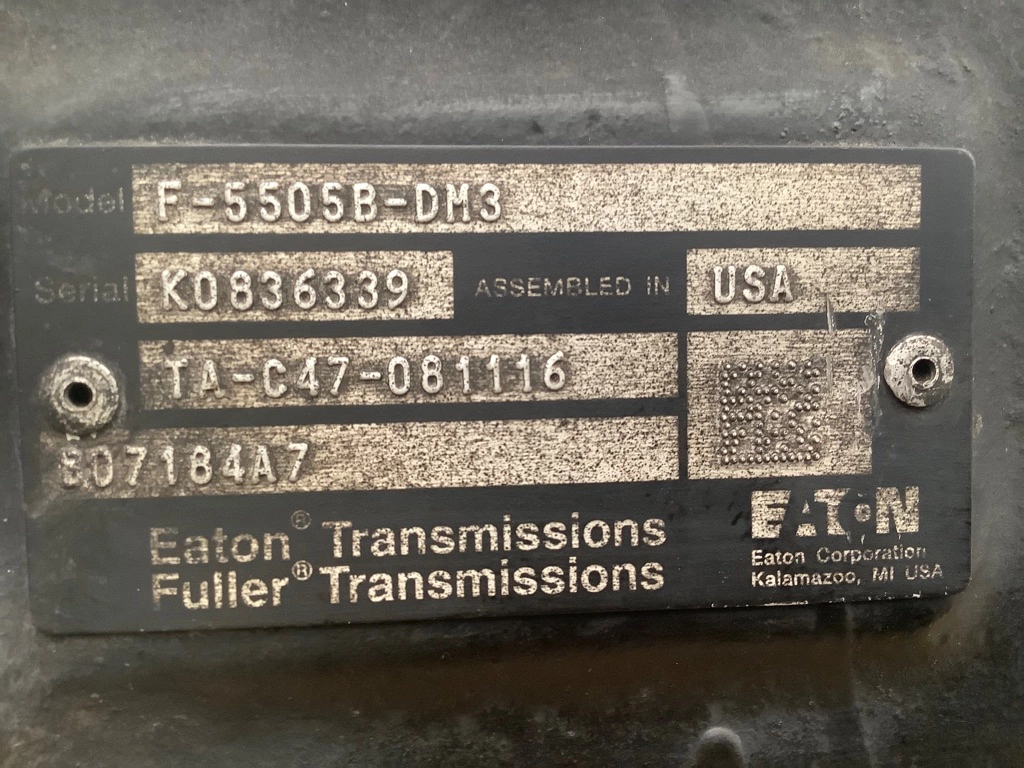 Model F-5505B-DM3
Serial K0836339 ASSEMBLED IN USA
TA-C47-081116
E07184A7
Eaton® Transmissions
Fuller® Transmissions
EATON
Eaton Corporation
Kalamazoo, MI USA